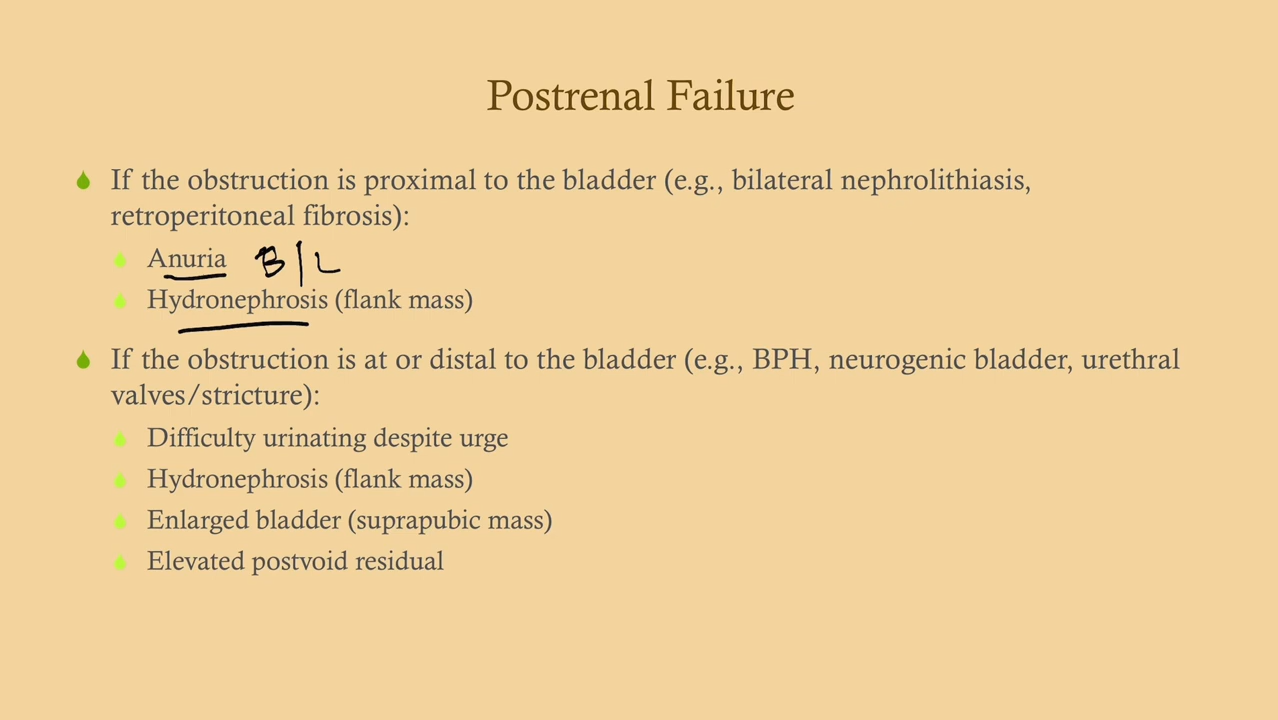 Postrenal Failure
If the obstruction is proximal to the bladder (e.g., bilateral nephrolithiasis,
retroperitoneal fibrosis):
Anuria B/L
Hydronephrosis (flank mass)
If the obstruction is at or distal to the bladder (e.g., BPH, neurogenic bladder, urethral
valves/stricture):
Difficulty urinating despite urge
Hydronephrosis (flank mass)
Enlarged bladder (suprapubic mass)
Elevated postvoid residual